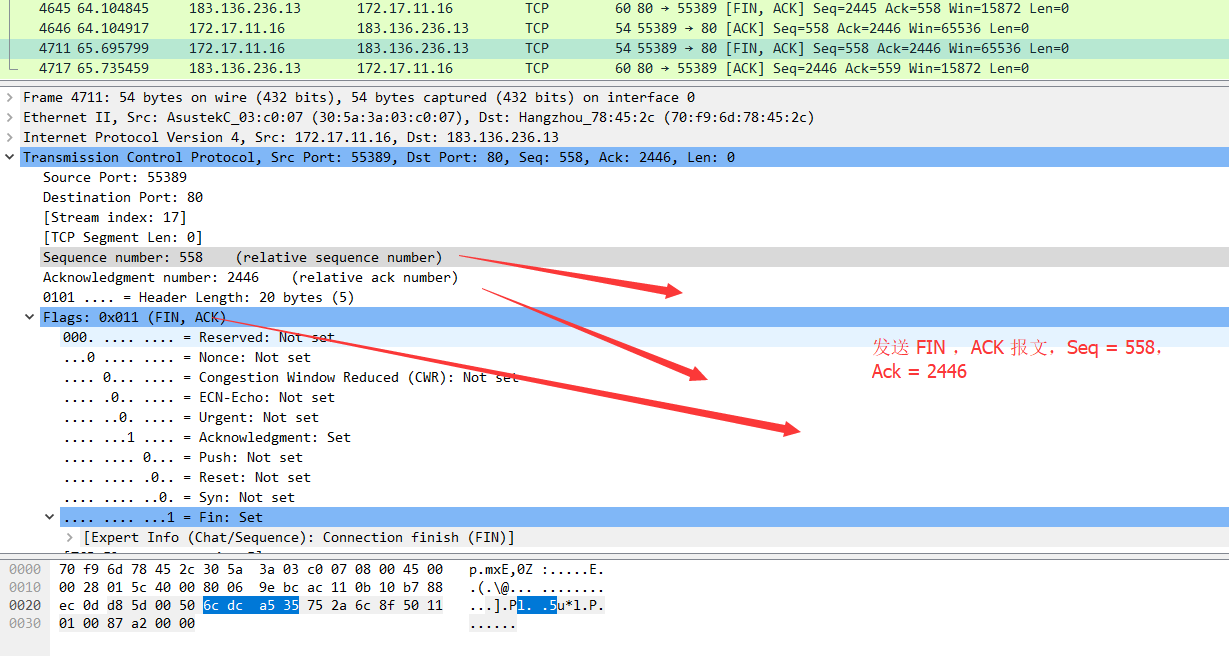 4645 64.104845 183.136.236.13 172.17.11.16 TCP 60 80 → 55389 [FIN, ACK] Seq=2445 Ack=558 Win=15872 Len=0
4646 64.104917 172.17.11.16 183.136.236.13 TCP 54 55389 → 80 [ACK] Seq=558 Ack=2446 Win=65536 Len=0
4711 65.695799 172.17.11.16 183.136.236.13 TCP 54 55389 → 80 [FIN, ACK] Seq=558 Ack=2446 Win=65536 Len=0
4717 65.735459 183.136.236.13 172.17.11.16 TCP 60 80 → 55389 [ACK] Seq=2446 Ack=559 Win=15872 Len=0
Frame 4711: 54 bytes on wire (432 bits), 54 bytes captured (432 bits) on interface 0
Ethernet II, Src: AsustekC_03:c0:07 (30:5a:3a:03:c0:07), Dst: Hangzhou_78:45:2c (70:f9:6d:78:45:2c)
Internet Protocol Version 4, Src: 172.17.11.16, Dst: 183.136.236.13
Transmission Control Protocol, Src Port: 55389, Dst Port: 80, Seq: 558, Ack: 2446, Len: 0
Source Port: 55389
Destination Port: 80
[Stream index: 17]
[TCP Segment Len: 0]
Sequence number: 558 (relative sequence number)
Acknowledgment number: 2446 (relative ack number)
0101 .... = Header Length: 20 bytes (5)
Flags: 0x011 (FIN, ACK)
000. .... .... = Reserved: Not set
...0 .... .... = Nonce: Not set
.... 0... .... = Congestion Window Reduced (CWR): Not set
.... .0.. .... = ECN-Echo: Not set
.... ..0. .... = Urgent: Not set
.... ...1 .... = Acknowledgment: Set
.... .... 0... = Push: Not set
.... .... .0.. = Reset: Not set
.... .... ..0. = Syn: Not set
.... .... ...1 = Fin: Set
[Expert Info (Chat/Sequence): Connection finish (FIN)]
发送 FIN ，ACK 报文，Seq = 558，
Ack = 2446
0000 70 f9 6d 78 45 2c 30 5a 3a 03 c0 07 08 00 45 00 p.mxE,0Z :.....E.
0010 00 28 01 5c 40 00 80 06 9e bc ac 11 0b 10 b7 88 .(.\@... ........
0020 ec 0d d8 5d 00 50 6c dc a5 35 75 2a 6c 8f 50 11 ...].Pl. .5u*l.P.
0030 01 00 87 a2 00 00 ......